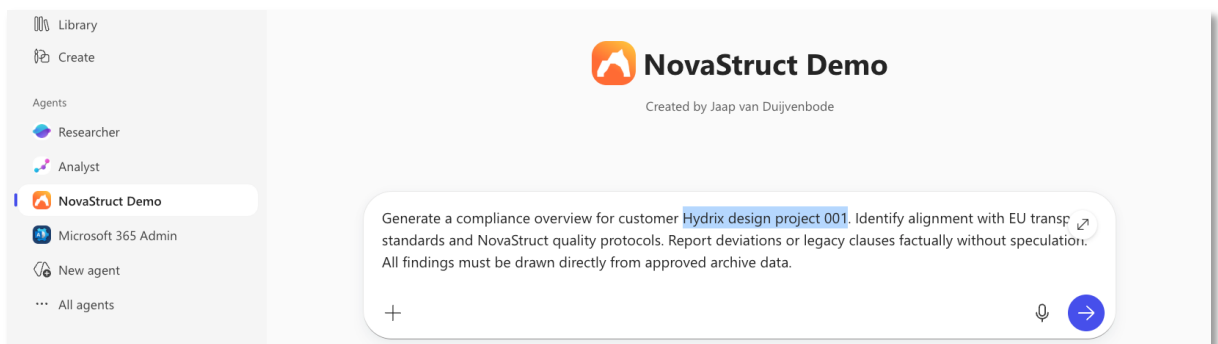 Library
Create
Agents
Researcher
Analyst
NovaStruct Demo
Microsoft 365 Admin
New agent
All agents
NovaStruct Demo
Created by Jaap van Duijvenbode
Generate a compliance overview for customer Hydrix design project 001. Identify alignment with EU
standards and NovaStruct quality protocols. Report deviations or legacy clauses factually without speculation.
All findings must be drawn directly from approved archive data.